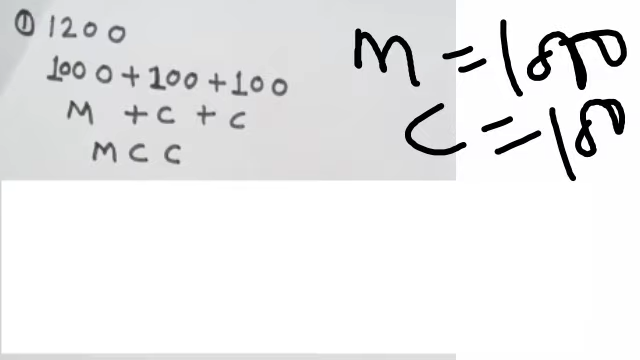 ① 1200
1000 + 100 + 100
M + C + C
M C C
M = 1000
C = 100